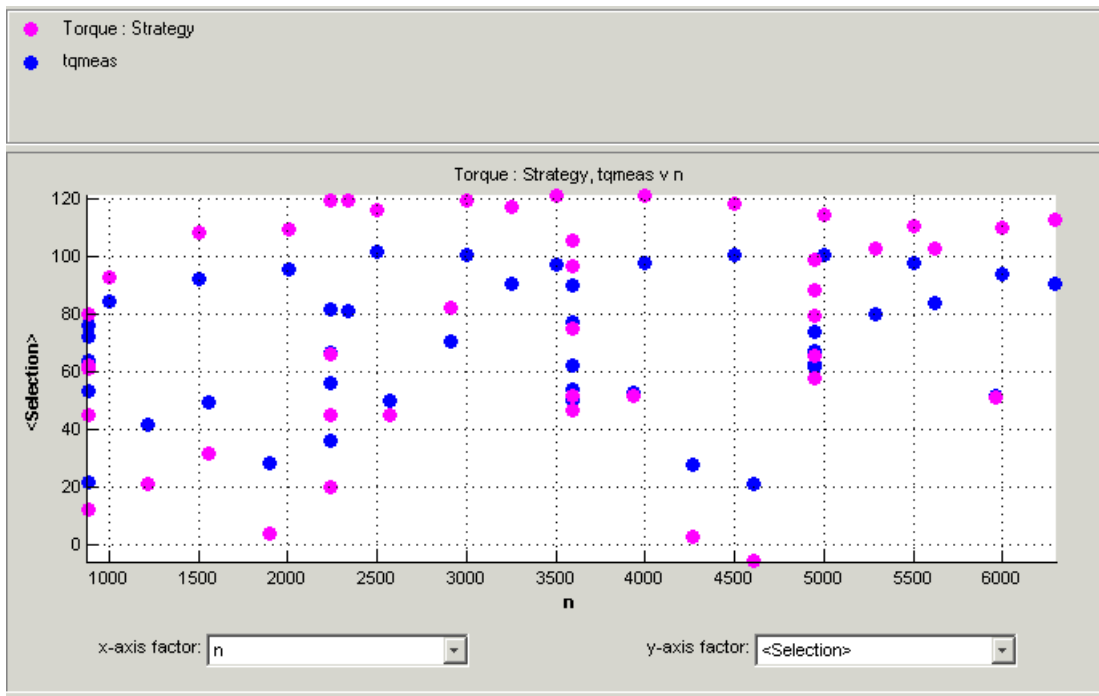 Torque : Strategy
tqmeas
Torque : Strategy, tqmeas v n
120
100
80
60
40
20
0
<Selection>
1000 1500 2000 2500 3000 3500 4000 4500 5000 5500 6000
n
x-axis factor: n y-axis factor: <Selection>